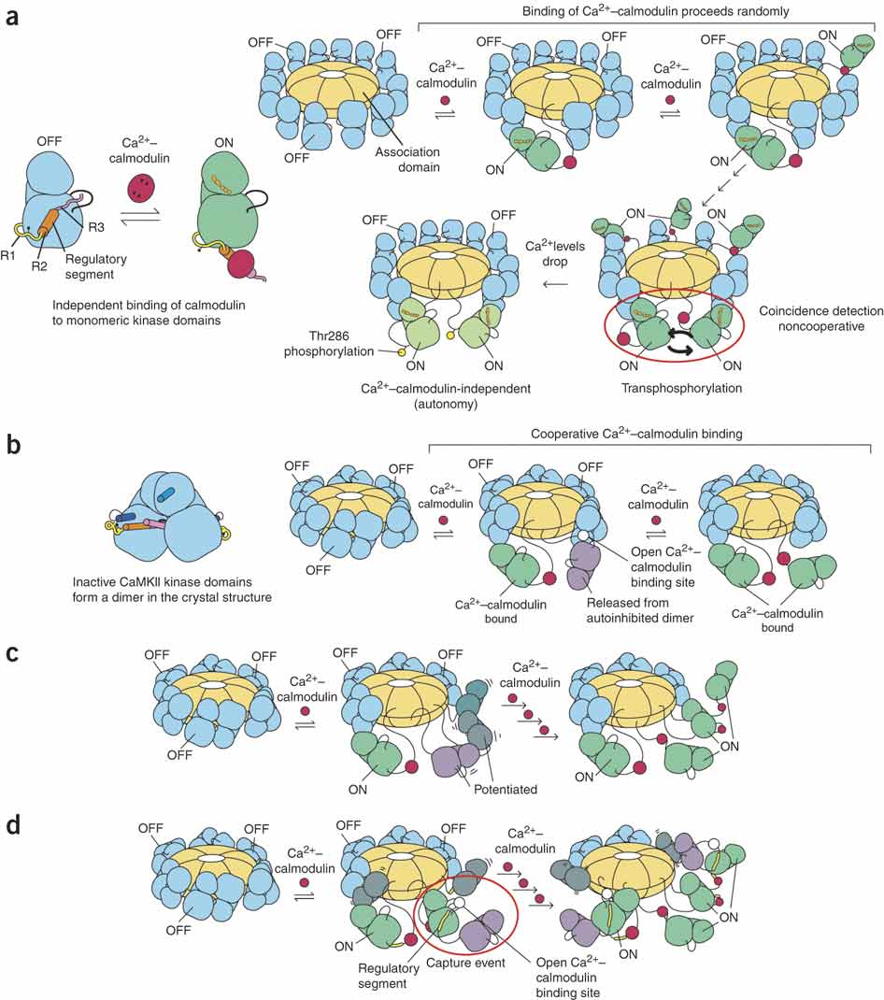 a
Binding of Ca2+–calmodulin proceeds randomly
OFF
OFF
OFF
OFF
OFF
ON
Ca2+–
calmodulin
Ca2+–
calmodulin
OFF
Association
domain
ON
ON
OFF
Ca2+–
calmodulin
ON
R1
R2
R3
Regulatory
segment
Independent binding of calmodulin
to monomeric kinase domains
OFF
OFF
Ca2+levels
drop
ON
ON
Thr286
phosphorylation
ON
ON
ON
Coincidence detection
noncooperative
Ca2+–calmodulin-independent
(autonomy)
Transphosphorylation
b
Cooperative Ca2+–calmodulin binding
OFF
OFF
OFF
OFF
OFF
OFF
Ca2+–
calmodulin
Ca2+–
calmodulin
OFF
Open Ca2+–
calmodulin
binding site
Inactive CaMKII kinase domains
form a dimer in the crystal structure
Ca2+–calmodulin
bound
Released from
autoinhibited dimer
Ca2+–calmodulin
bound
c
OFF
OFF
OFF
OFF
Ca2+–
calmodulin
Ca2+–
calmodulin
OFF
ON
Potentiated
ON
d
OFF
OFF
OFF
OFF
Ca2+–
calmodulin
Ca2+–
calmodulin
OFF
ON
Regulatory
segment
Capture event
Open Ca2+–
calmodulin
binding site
ON
ON